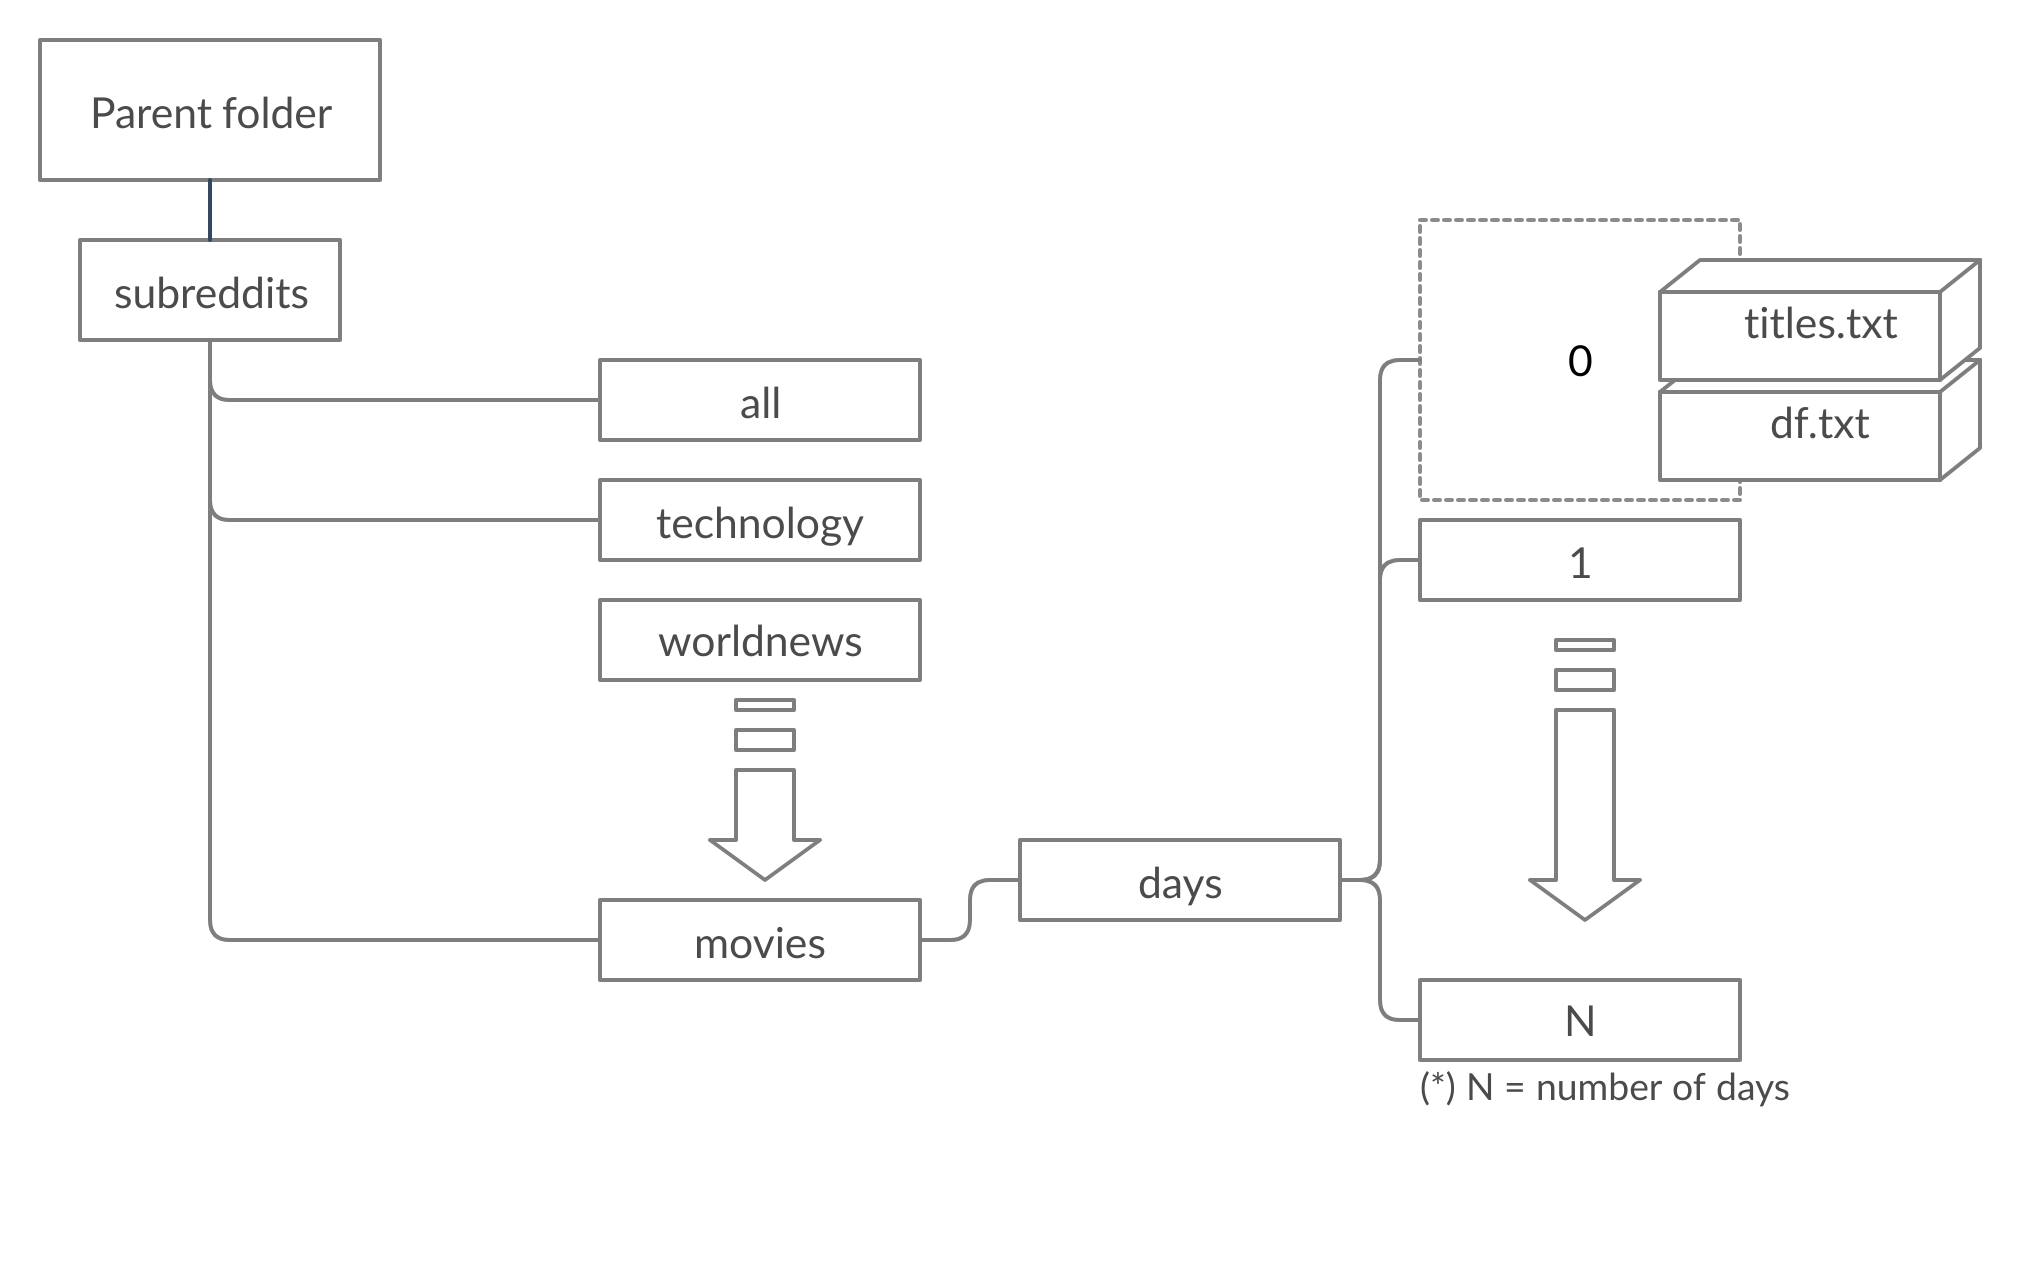 Parent folder
subreddits
all
technology
worldnews
movies
days
0
titles.txt
df.txt
1
N
(*) N = number of days